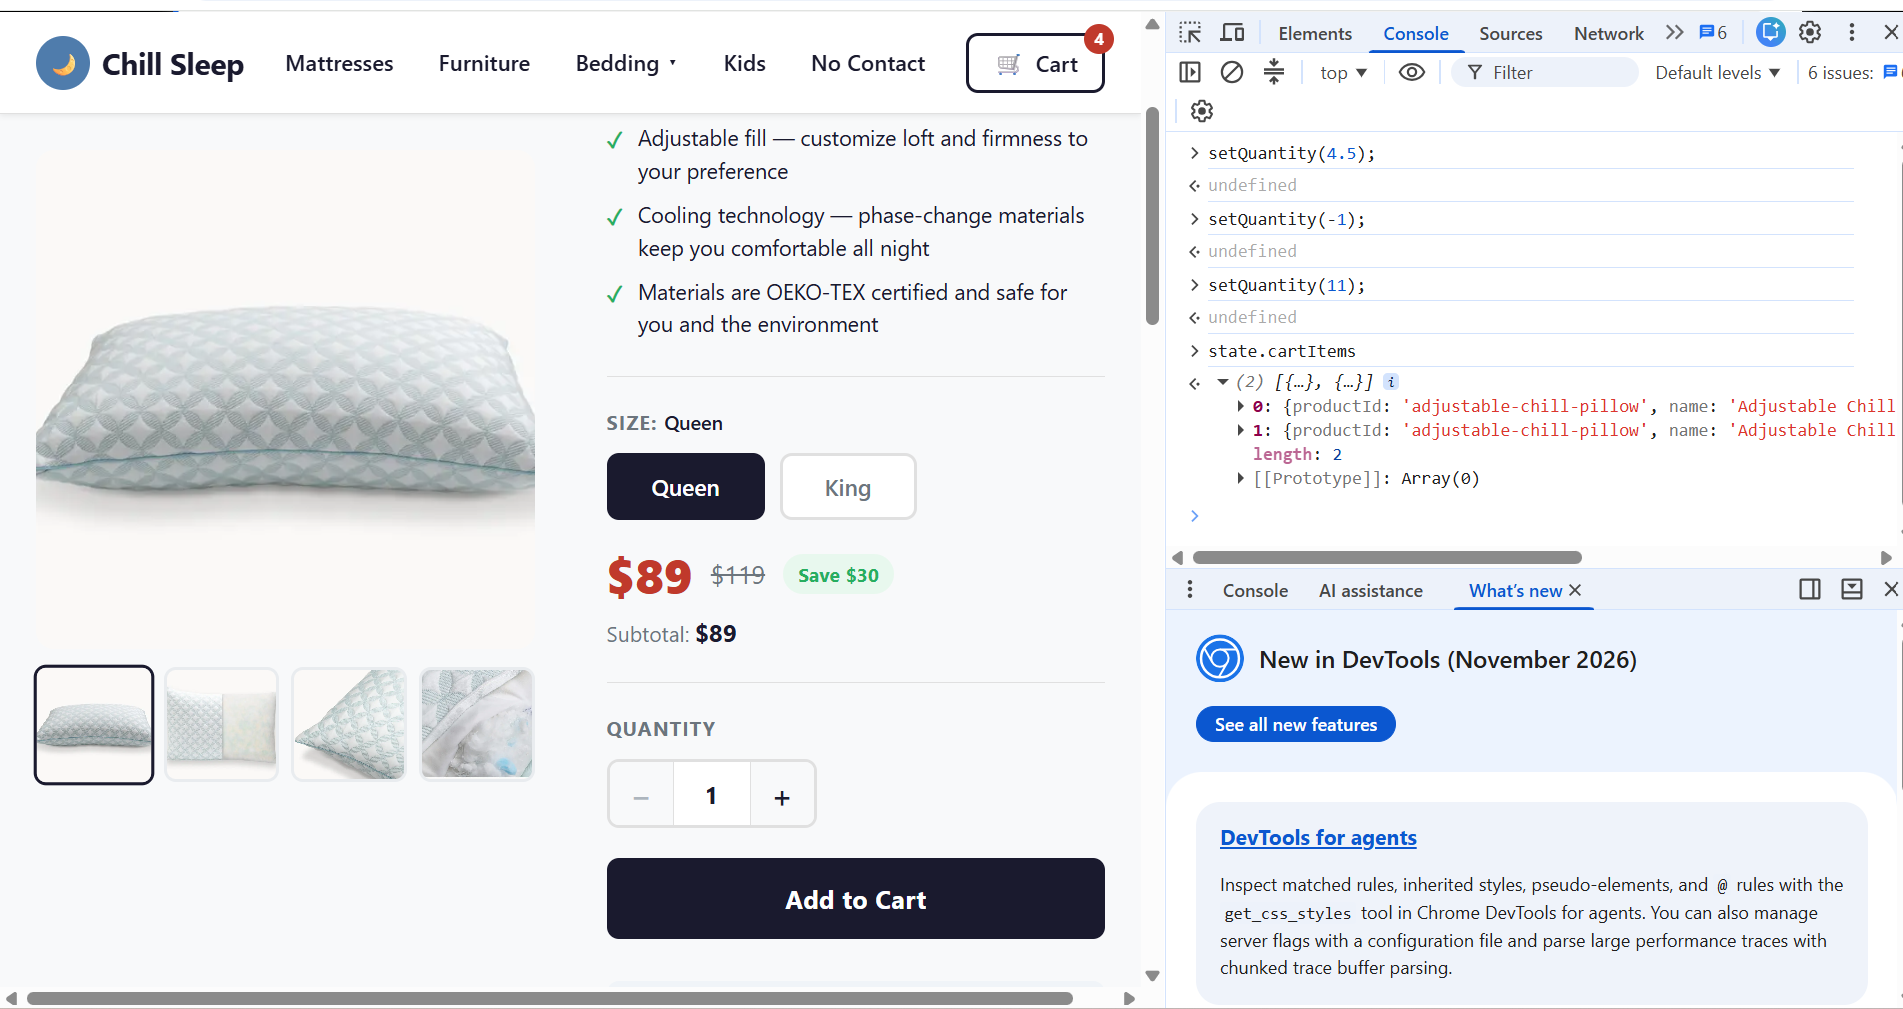 Chill Sleep
Mattresses
Furniture
Bedding ▾
Kids
No Contact
Cart
4
✓ Adjustable fill — customize loft and firmness to
your preference
✓ Cooling technology — phase-change materials
keep you comfortable all night
✓ Materials are OEKO-TEX certified and safe for
you and the environment
SIZE: Queen
Queen
King
$89 $119 Save $30
Subtotal: $89
QUANTITY
− 1 +
Add to Cart
Elements
Console
Sources
Network
6
top ▼
Filter
Default levels ▼
6 issues:
> setQuantity(4.5);
undefined
> setQuantity(-1);
undefined
> setQuantity(11);
undefined
> state.cartItems
(2) [{…}, {…}] i
0: {productId: 'adjustable-chill-pillow', name: 'Adjustable Chill
1: {productId: 'adjustable-chill-pillow', name: 'Adjustable Chill
length: 2
[[Prototype]]: Array(0)
>
Console
AI assistance
What's new
New in DevTools (November 2026)
See all new features
DevTools for agents
Inspect matched rules, inherited styles, pseudo-elements, and @ rules with the
get_css_styles tool in Chrome DevTools for agents. You can also manage
server flags with a configuration file and parse large performance traces with
chunked trace buffer parsing.